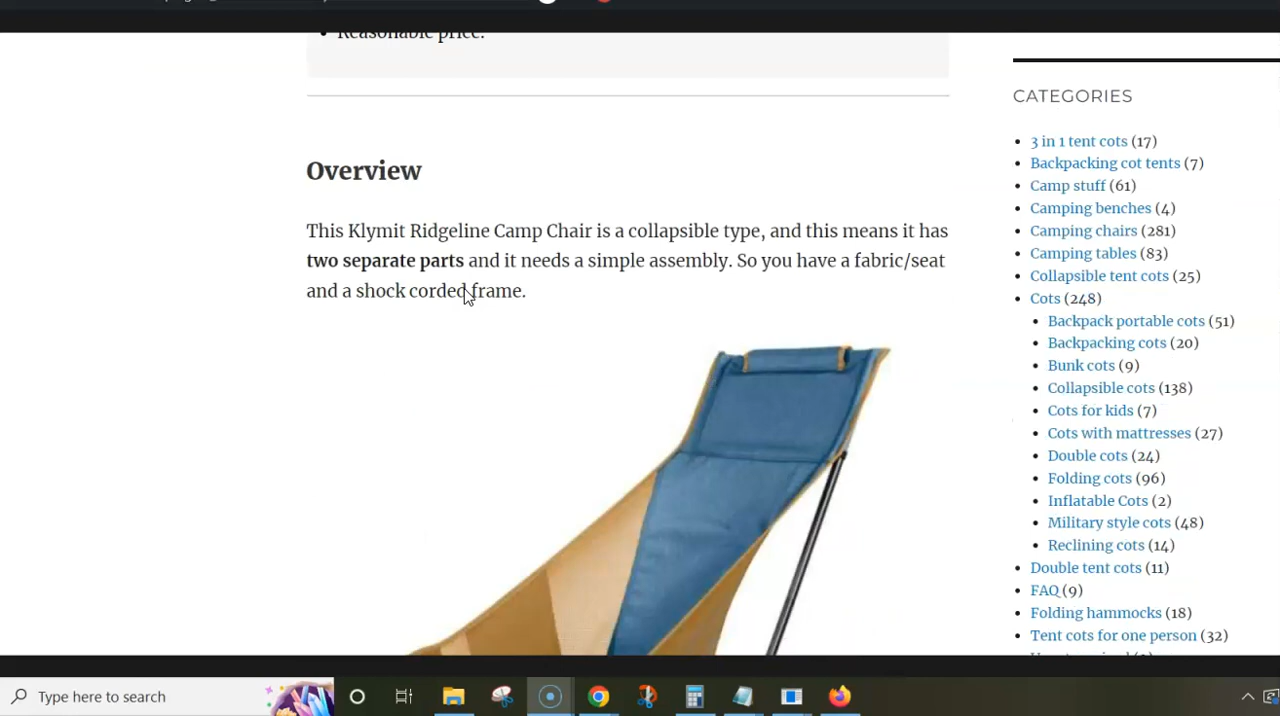 Reasonable price.
Overview
This Klymit Ridgeline Camp Chair is a collapsible type, and this means it has
two separate parts and it needs a simple assembly. So you have a fabric/seat
and a shock corded frame.
CATEGORIES
3 in 1 tent cots (17)
Backpacking cot tents (7)
Camp stuff (61)
Camping benches (4)
Camping chairs (281)
Camping tables (83)
Collapsible tent cots (25)
Cots (248)
Backpack portable cots (51)
Backpacking cots (20)
Bunk cots (9)
Collapsible cots (138)
Cots for kids (7)
Cots with mattresses (27)
Double cots (24)
Folding cots (96)
Inflatable Cots (2)
Military style cots (48)
Reclining cots (14)
Double tent cots (11)
FAQ (9)
Folding hammocks (18)
Tent cots for one person (32)
Type here to search